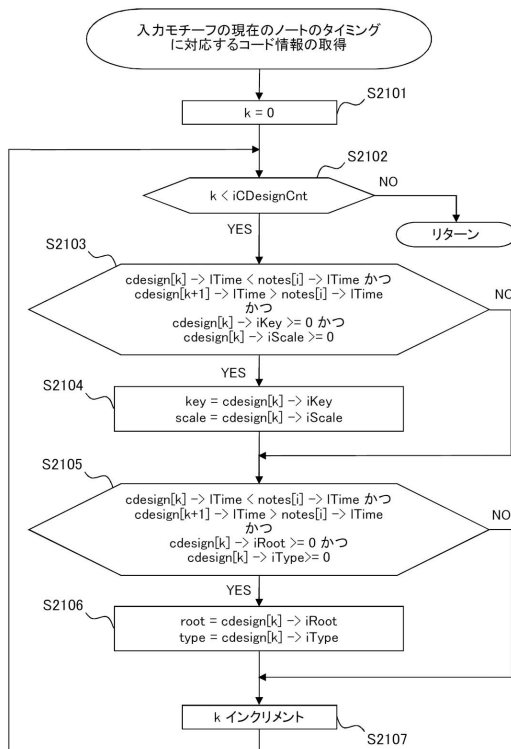 入力モチーフの現在のノートのタイミング
に対応するコード情報の取得
S2101
k = 0
S2102
k < iCDesignCnt
NO
YES
リターン
S2103
cdesign[k] -> lTime < notes[i] -> lTime かつ
cdesign[k+1] -> lTime > notes[i] -> lTime
かつ
cdesign[k] -> iKey >= 0 かつ
cdesign[k] -> iScale >= 0
NO
YES
S2104
key = cdesign[k] -> iKey
scale = cdesign[k] -> iScale
S2105
cdesign[k] -> lTime < notes[i] -> lTime かつ
cdesign[k+1] -> lTime > notes[i] -> lTime
かつ
cdesign[k] -> iRoot >= 0 かつ
cdesign[k] -> iType>= 0
NO
YES
S2106
root = cdesign[k] -> iRoot
type = cdesign[k] -> iType
k インクリメント
S2107